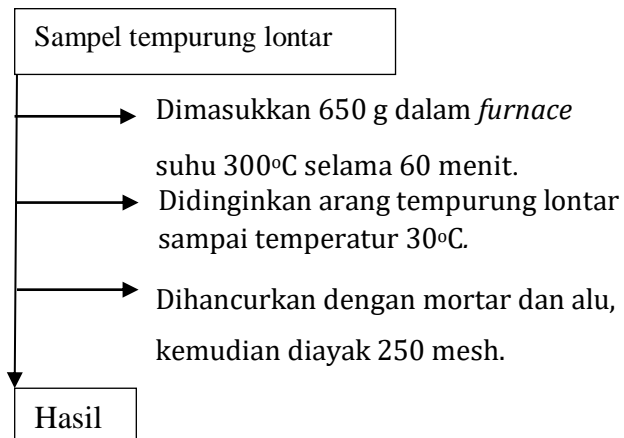 Sampel tempurung lontar
Dimasukkan 650 g dalam furnace
suhu 300ᵒC selama 60 menit.
Didinginkan arang tempurung lontar
sampai temperatur 30ᵒC.
Dihancurkan dengan mortar dan alu,
kemudian diayak 250 mesh.
Hasil